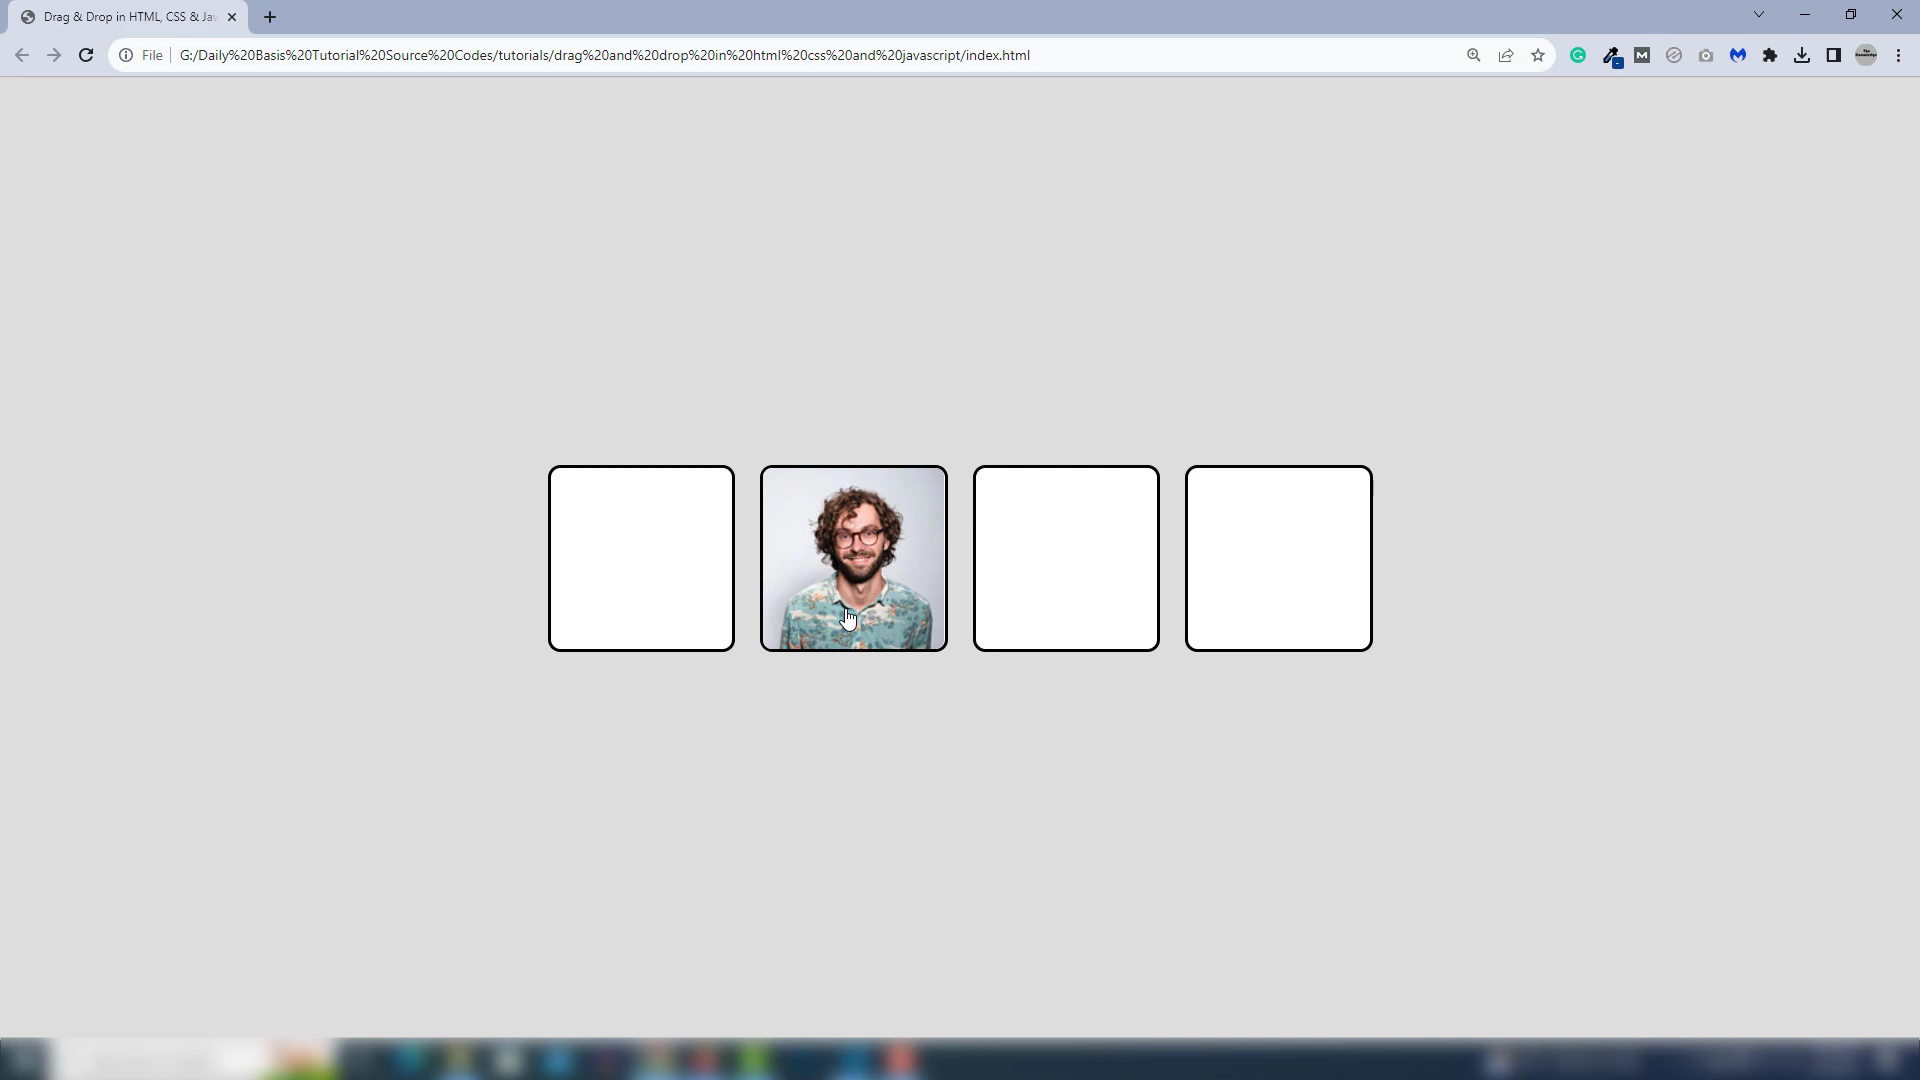 Drag & Drop in HTML, CSS & Jav
File
G:/Daily%20Basis%20Tutorial%20Source%20Codes/tutorials/drag%20and%20drop%20in%20html%20css%20and%20javascript/index.html